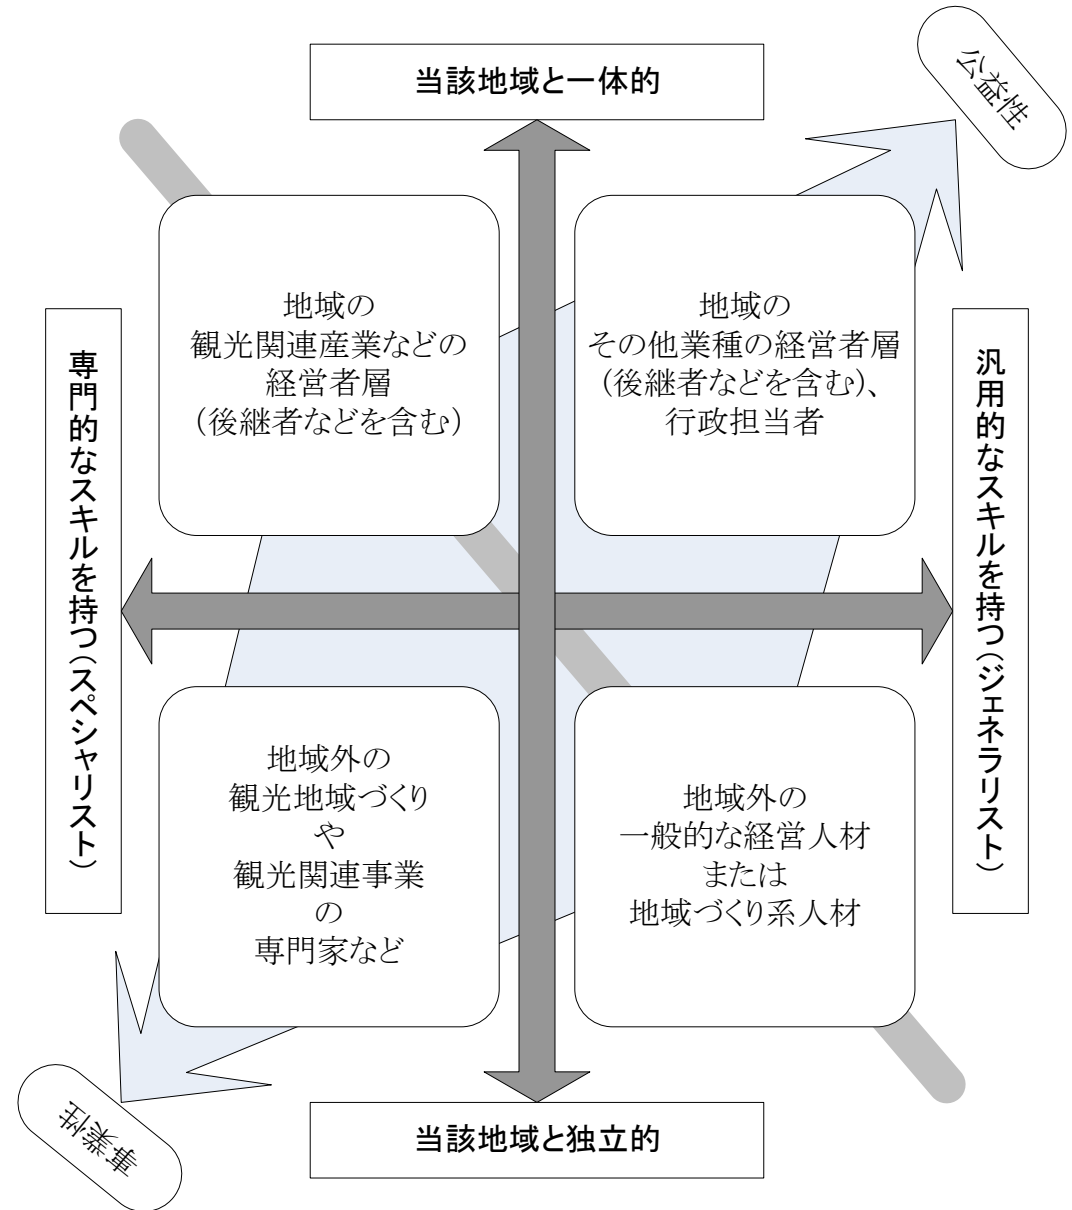 当該地域と一体的
公益性
地域の
観光関連産業などの
経営者層
(後継者などを含む)
地域の
その他業種の経営者層
(後継者などを含む)、
行政担当者
専門的なスキルを持つ(スペシャリスト)
汎用的なスキルを持つ(ジェネラリスト)
地域外の
観光地域づくり
や
観光関連事業
の
専門家など
地域外の
一般的な経営人材
または
地域づくり系人材
事業性
当該地域と独立的